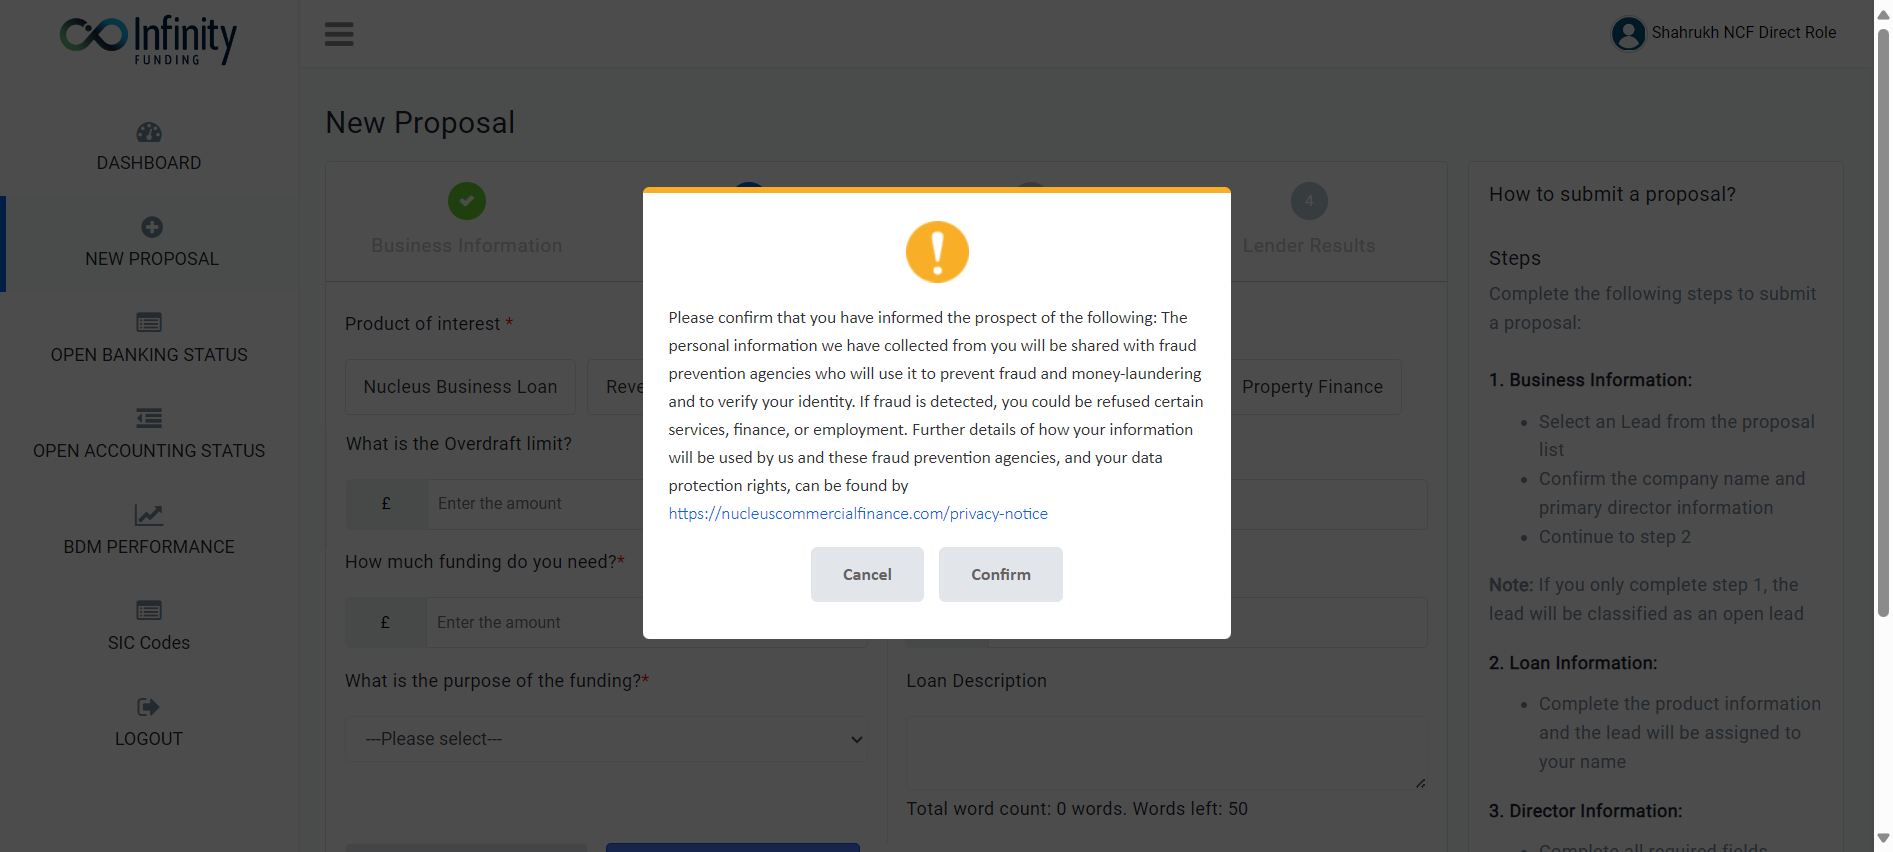 Infinity
FUNDING
Shahrukh NCF Direct Role
DASHBOARD
NEW PROPOSAL
OPEN BANKING STATUS
OPEN ACCOUNTING STATUS
BDM PERFORMANCE
SIC Codes
LOGOUT
New Proposal
Business Information
4
Lender Results
Product of interest *
Nucleus Business Loan
Property Finance
What is the Overdraft limit?
£
Enter the amount
How much funding do you need?*
£
Enter the amount
What is the purpose of the funding?*
---Please select---
Loan Description
Total word count: 0 words. Words left: 50
Please confirm that you have informed the prospect of the following: The
personal information we have collected from you will be shared with fraud
prevention agencies who will use it to prevent fraud and money-laundering
and to verify your identity. If fraud is detected, you could be refused certain
services, finance, or employment. Further details of how your information
will be used by us and these fraud prevention agencies, and your data
protection rights, can be found by
https://nucleuscommercialfinance.com/privacy-notice
Cancel
Confirm
How to submit a proposal?
Steps
Complete the following steps to submit
a proposal:
1. Business Information:
• Select an Lead from the proposal
list
• Confirm the company name and
primary director information
• Continue to step 2
Note: If you only complete step 1, the
lead will be classified as an open lead
2. Loan Information:
• Complete the product information
and the lead will be assigned to
your name
3. Director Information:
• Complete all required fields